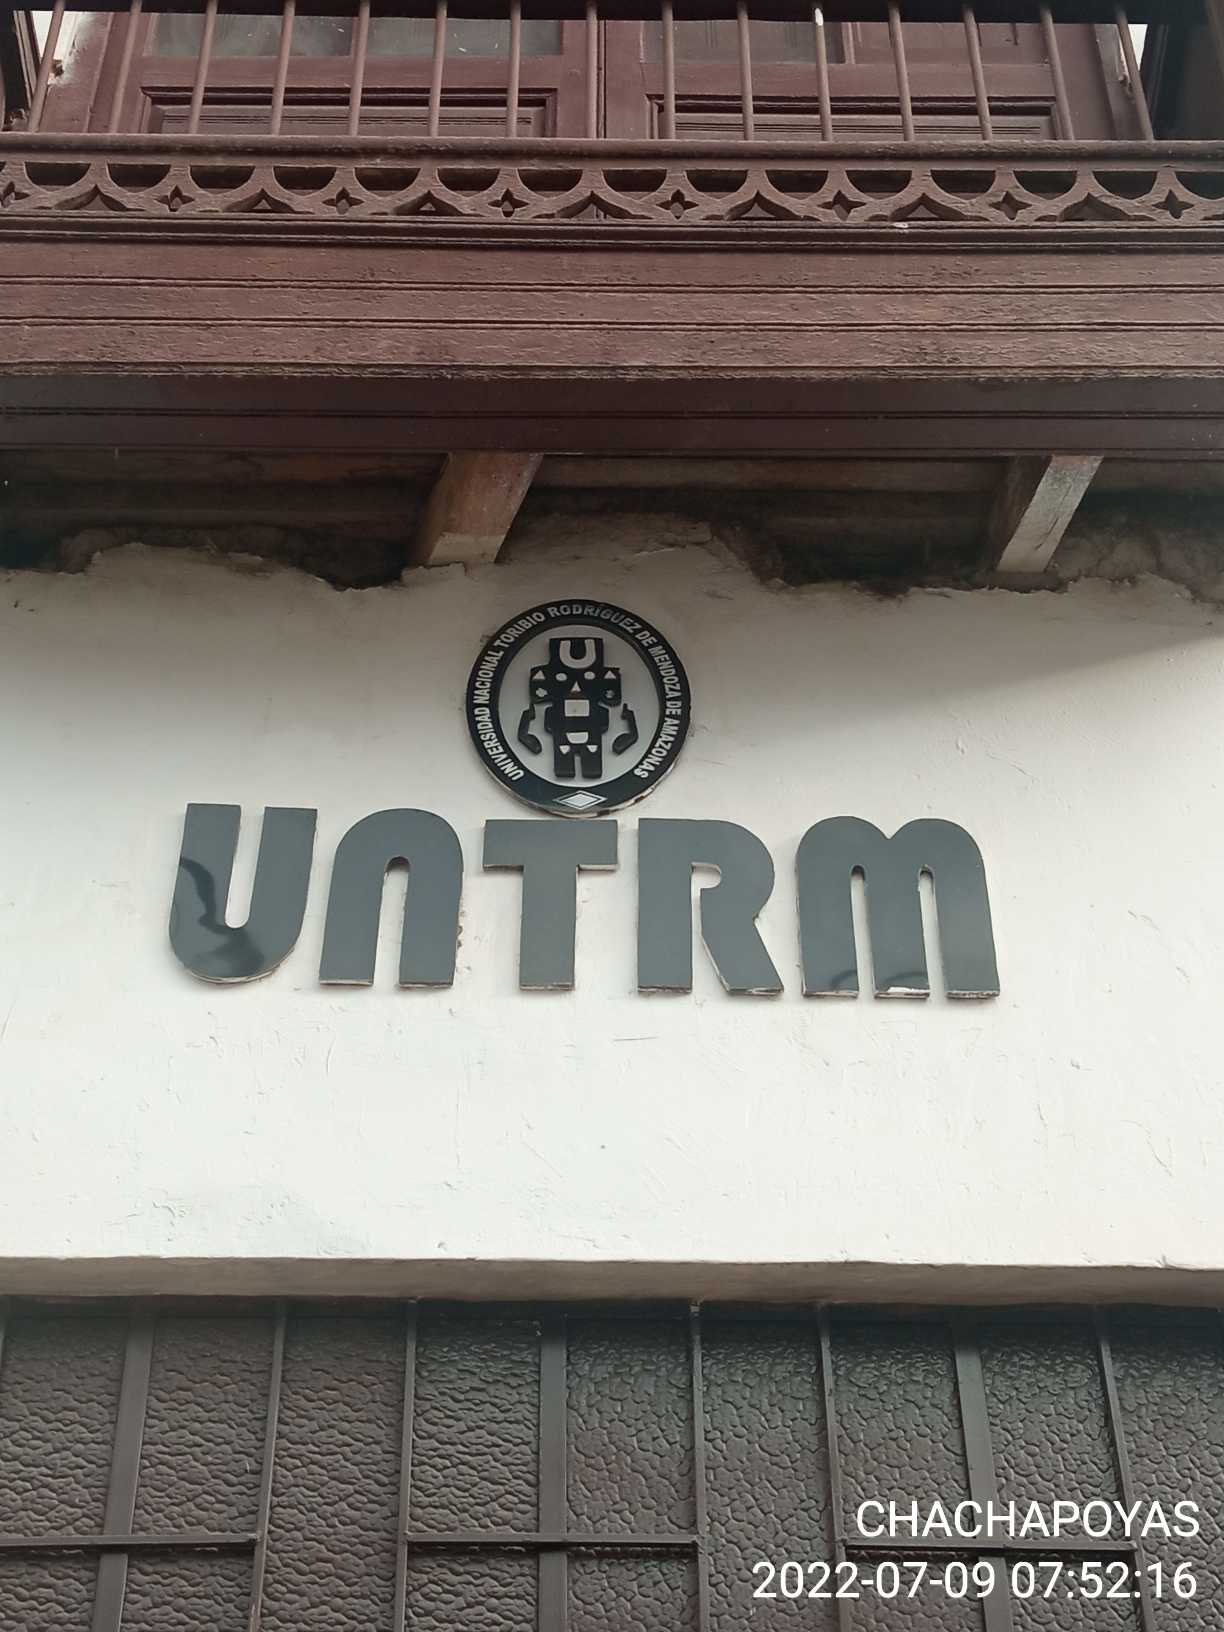 UNIVERSIDAD NACIONAL TORIBIO RODRÍGUEZ DE MENDOZA DE AMAZONAS
UNTRM
CHACHAPOYAS
2022-07-09 07:52:16